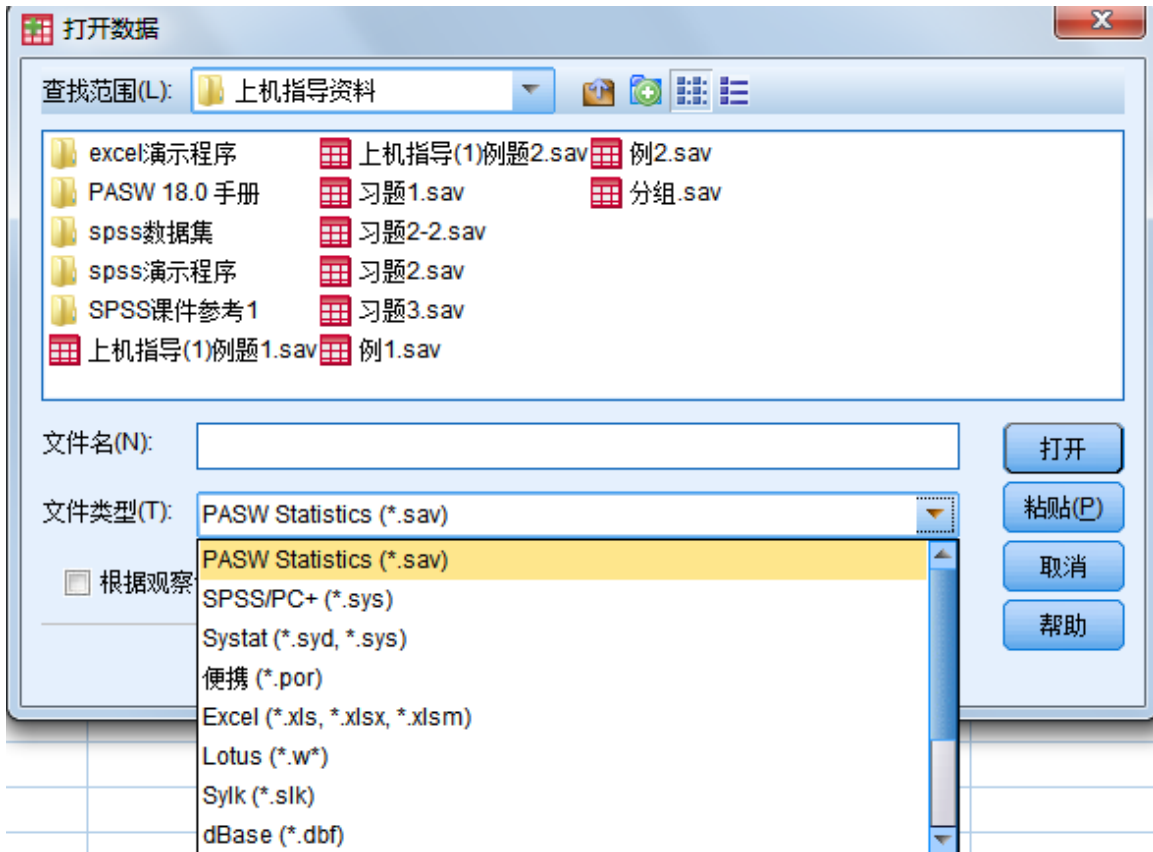 打开数据
查找范围(L): 上机指导资料
excel演示程序 上机指导(1)例题2.sav 例2.sav
PASW 18.0 手册 习题1.sav 分组.sav
spss数据集 习题2-2.sav
spss演示程序 习题2.sav
SPSS课件参考1 习题3.sav
上机指导(1)例题1.sav 例1.sav
文件名(N): 打开
文件类型(T): PASW Statistics (*.sav) 粘贴(P)
PASW Statistics (*.sav) 取消
根据观察
SPSS/PC+ (*.sys)
Systat (*.syd, *.sys) 帮助
便携 (*.por)
Excel (*.xls, *.xlsx, *.xlsm)
Lotus (*.w*)
Sylk (*.slk)
dBase (*.dbf)